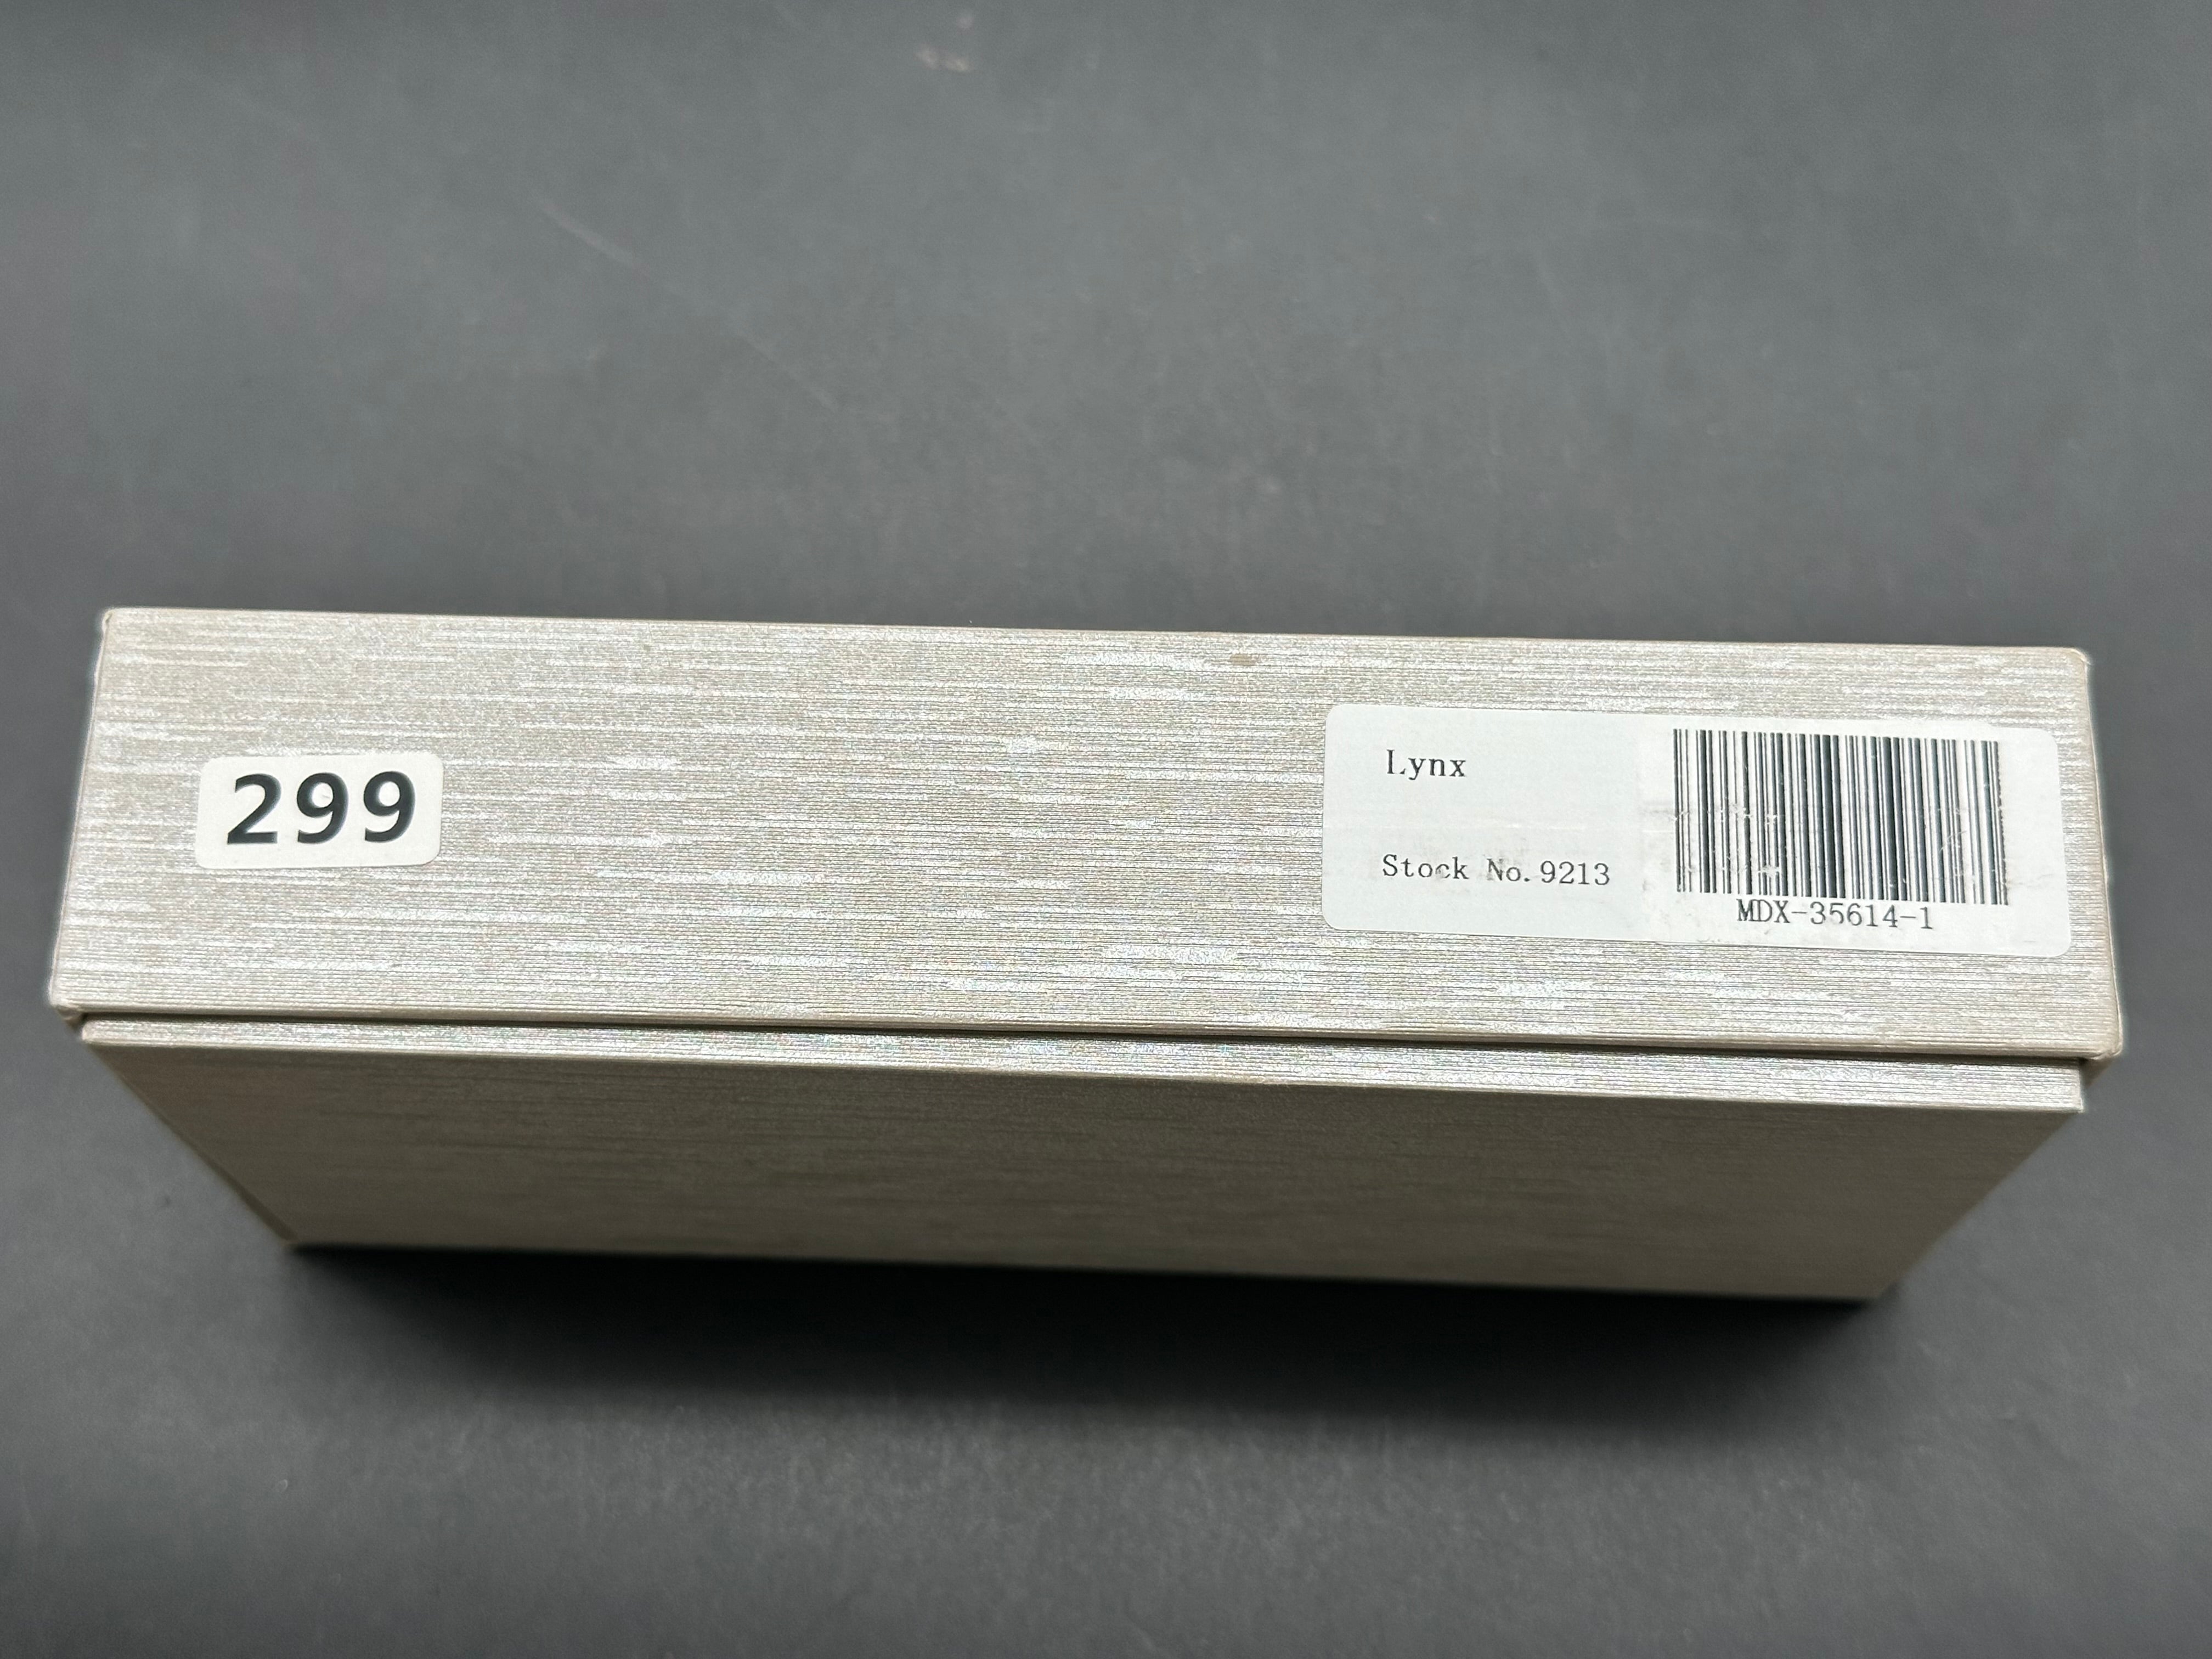 299
Lynx
Stock No. 9213
MDX-35614-1